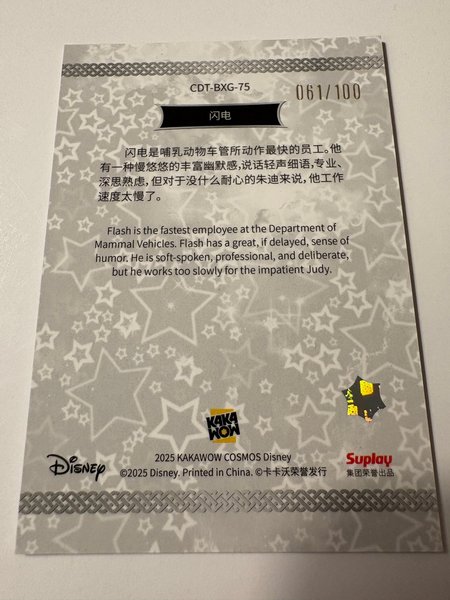 CDT-BXG-75
061/100
闪电
闪电是哺乳动物车管所动作最快的员工。他
有一种慢悠悠的丰富幽默感,说话轻声细语,专业、
深思熟虑,但对于没什么耐心的朱迪来说,他工作
速度太慢了。
Flash is the fastest employee at the Department of
Mammal Vehicles. Flash has a great, if delayed, sense of
humor. He is soft-spoken, professional, and deliberate,
but he works too slowly for the impatient Judy.
KAKA
WOW
Disney
2025 KAKAWOW COSMOS Disney
©2025 Disney. Printed in China. ©卡卡沃荣誉发行
Suplay
集团荣誉出品